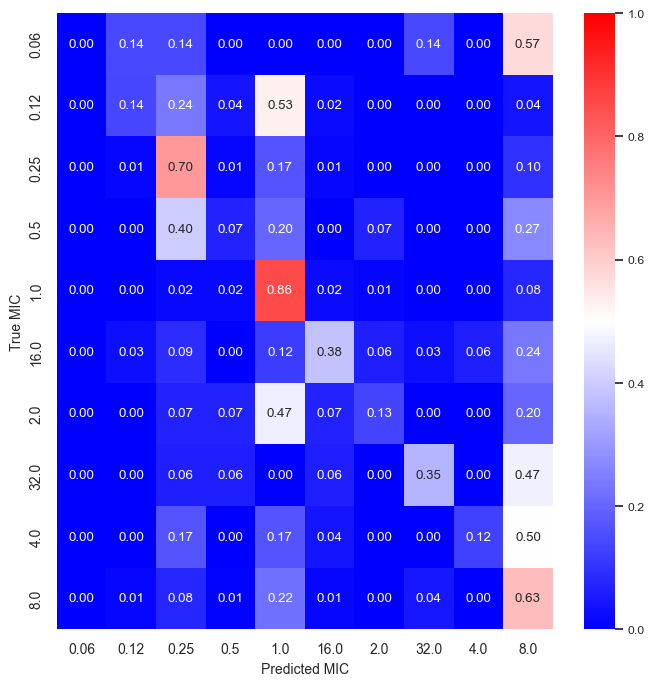 0.06 0.00 0.14 0.14 0.00 0.00 0.00 0.00 0.14 0.00 0.57
0.12 0.00 0.14 0.24 0.04 0.53 0.02 0.00 0.00 0.00 0.04
0.25 0.00 0.01 0.70 0.01 0.17 0.01 0.00 0.00 0.00 0.10
0.5 0.00 0.00 0.40 0.07 0.20 0.00 0.07 0.00 0.00 0.27
1.0 0.00 0.00 0.02 0.02 0.86 0.02 0.01 0.00 0.00 0.08
16.0 0.00 0.03 0.09 0.00 0.12 0.38 0.06 0.03 0.06 0.24
2.0 0.00 0.00 0.07 0.07 0.47 0.07 0.13 0.00 0.00 0.20
32.0 0.00 0.00 0.06 0.06 0.00 0.06 0.00 0.35 0.00 0.47
4.0 0.00 0.00 0.17 0.00 0.17 0.04 0.00 0.00 0.12 0.50
8.0 0.00 0.01 0.08 0.01 0.22 0.01 0.00 0.04 0.00 0.63
0.06 0.12 0.25 0.5 1.0 16.0 2.0 32.0 4.0 8.0
Predicted MIC
True MIC
1.0
0.8
0.6
0.4
0.2
0.0